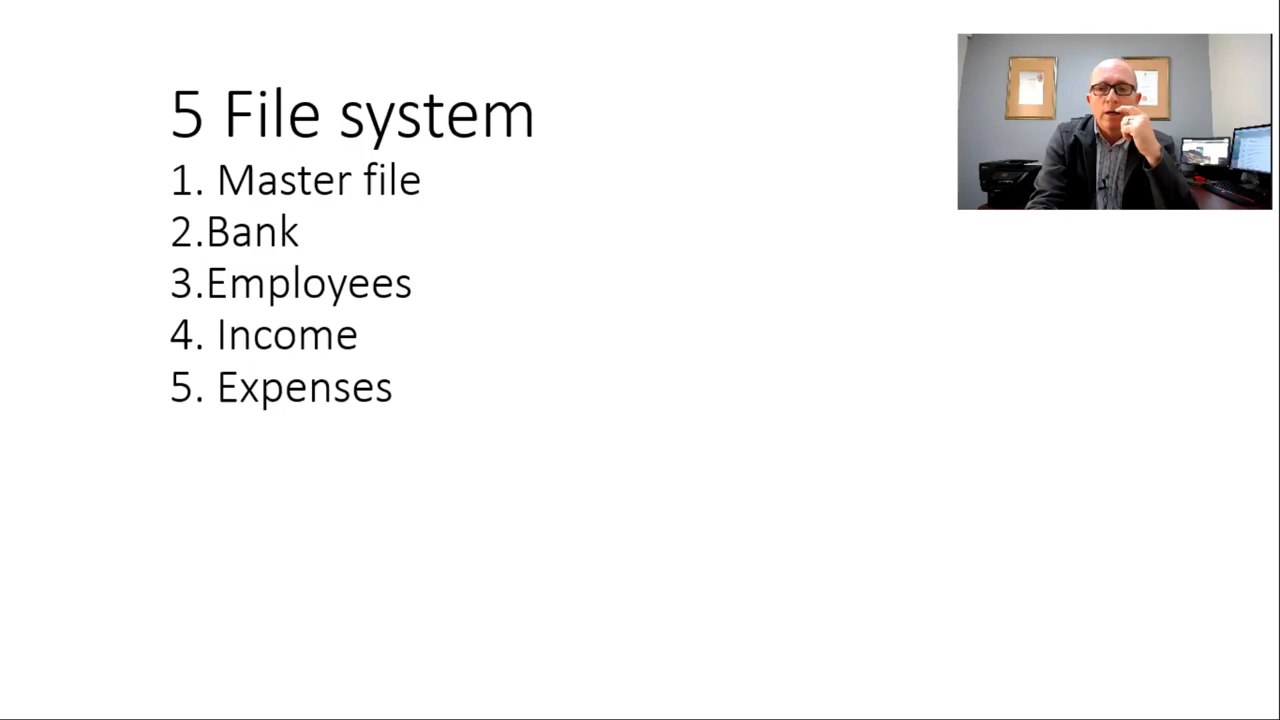 5 File system
1. Master file
2.Bank
3.Employees
4. Income
5. Expenses